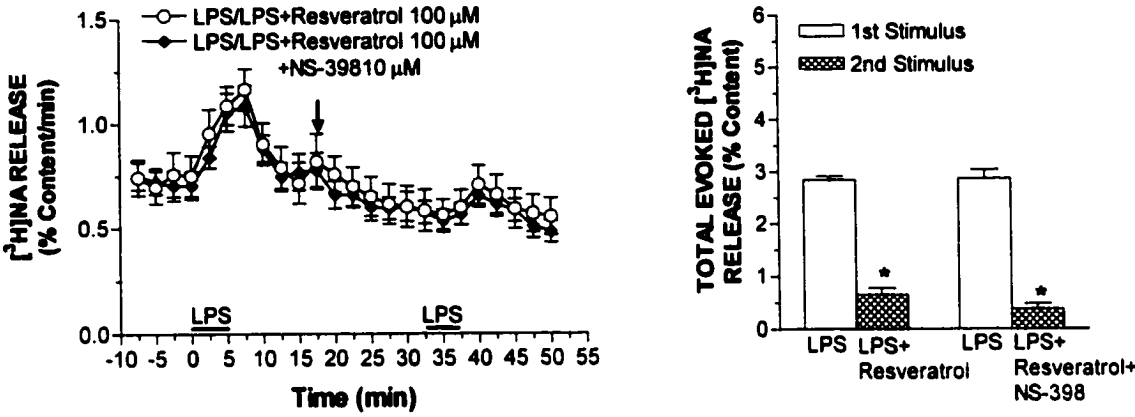 LPS/LPS+Resveratrol 100 μM
LPS/LPS+Resveratrol 100 μM
+NS-39810 μM
[³H]NA RELEASE
(% Content/min)
1.5
1.0
0.5
0.0
LPS
LPS
-10 -5 0 5 10 15 20 25 30 35 40 45 50 55
Time (min)
TOTAL EVOKED [³H]NA
RELEASE (% Content)
6
5
4
3
2
1
0
1st Stimulus
2nd Stimulus
*
*
LPS
LPS+
Resveratrol
LPS
LPS+
Resveratrol+
NS-398